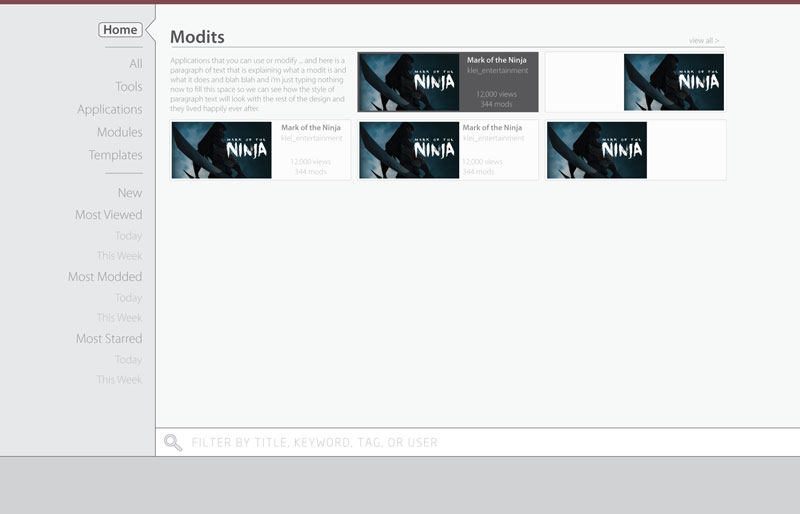 Home
All
Tools
Applications
Modules
Templates
New
Most Viewed
Today
This Week
Most Modded
Today
This Week
Most Starred
Today
This Week
Modits
view all >
Applications that you can use or modify ... and here is a
paragraph of text that is explaining what a modit is and
what it does and blah blah and i'm just typing nothing
now to fill this space so we can see how the style of
paragraph text will look with the rest of the design and
they lived happily ever after.
MARK OF THE
NINJA
Mark of the Ninja
klei_entertainment
12,000 views
344 mods
MARK OF THE
NINJA
MARK OF THE
NINJA
Mark of the Ninja
klei_entertainment
12,000 views
344 mods
MARK OF THE
NINJA
Mark of the Ninja
klei_entertainment
12,000 views
344 mods
MARK OF THE
NINJA
FILTER BY TITLE, KEYWORD, TAG, OR USER